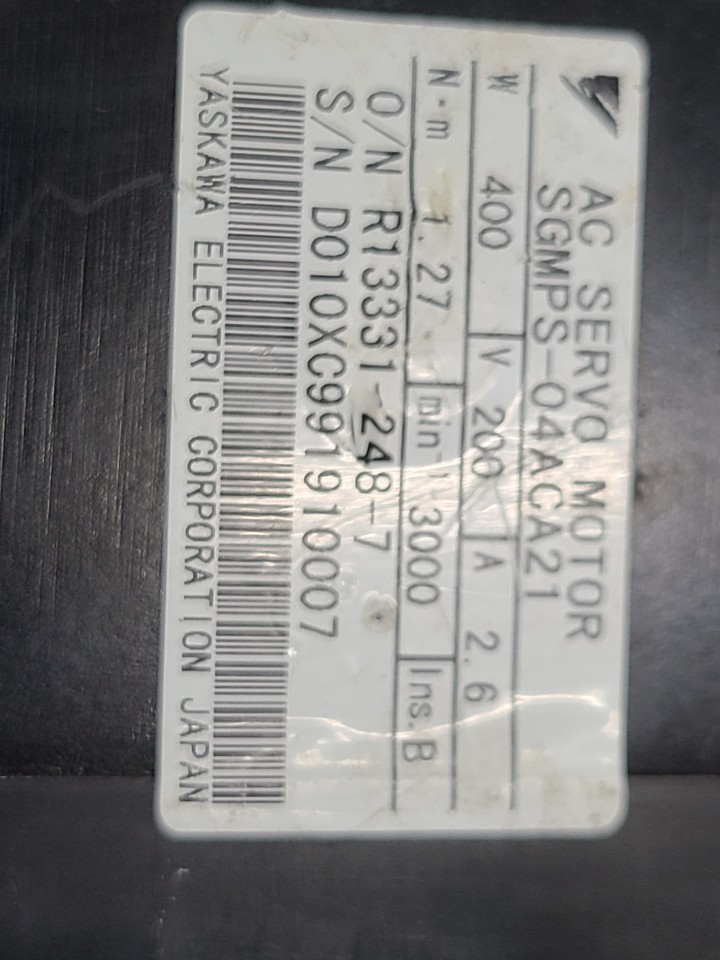 AC SERVO MOTOR
SGMPS-04ACA21
W 400 V 200 A 2.6
N·m 1.27 min⁻¹ 3000 Ins. B
O/N R13331-248-7
S/N D010XC991910007
YASKAWA ELECTRIC CORPORATION JAPAN